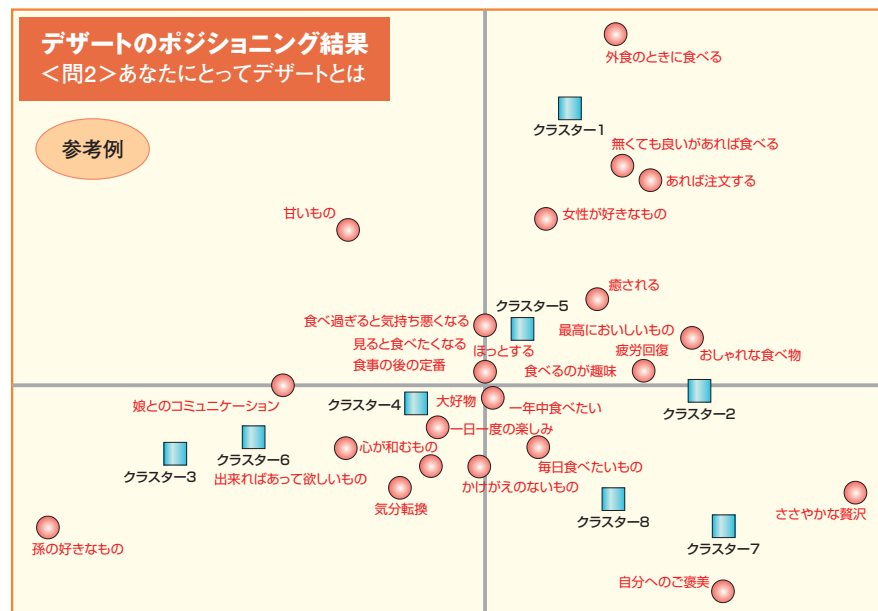 デザートのポジショニング結果
＜問2＞あなたにとってデザートとは
参考例
外食のときに食べる
クラスター1
無くても良いがあれば食べる
あれば注文する
女性が好きなもの
甘いもの
癒される
クラスター5
食べ過ぎると気持ち悪くなる
最高においしいもの
見ると食べたくなる
ほっとする
疲労回復
おしゃれな食べ物
食事の後の定番
食べるのが趣味
娘とのコミュニケーション
クラスター4
大好物
一年中食べたい
クラスター2
一日一度の楽しみ
クラスター3
クラスター6
心が和むもの
出来ればあって欲しいもの
毎日食べたいもの
かけがえのないもの
気分転換
ささやかな贅沢
クラスター8
クラスター7
孫の好きなもの
自分へのご褒美